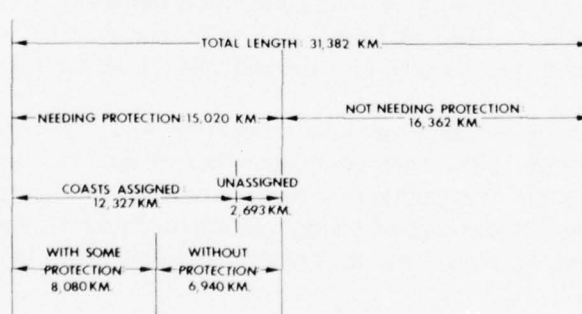 TOTAL LENGTH: 31,382 KM.
NEEDING PROTECTION: 15,020 KM.
NOT NEEDING PROTECTION:
16,362 KM.
COASTS ASSIGNED:
12,327 KM.
UNASSIGNED
2,693 KM.
WITH SOME
PROTECTION
8,080 KM.
WITHOUT
PROTECTION
6,940 KM.